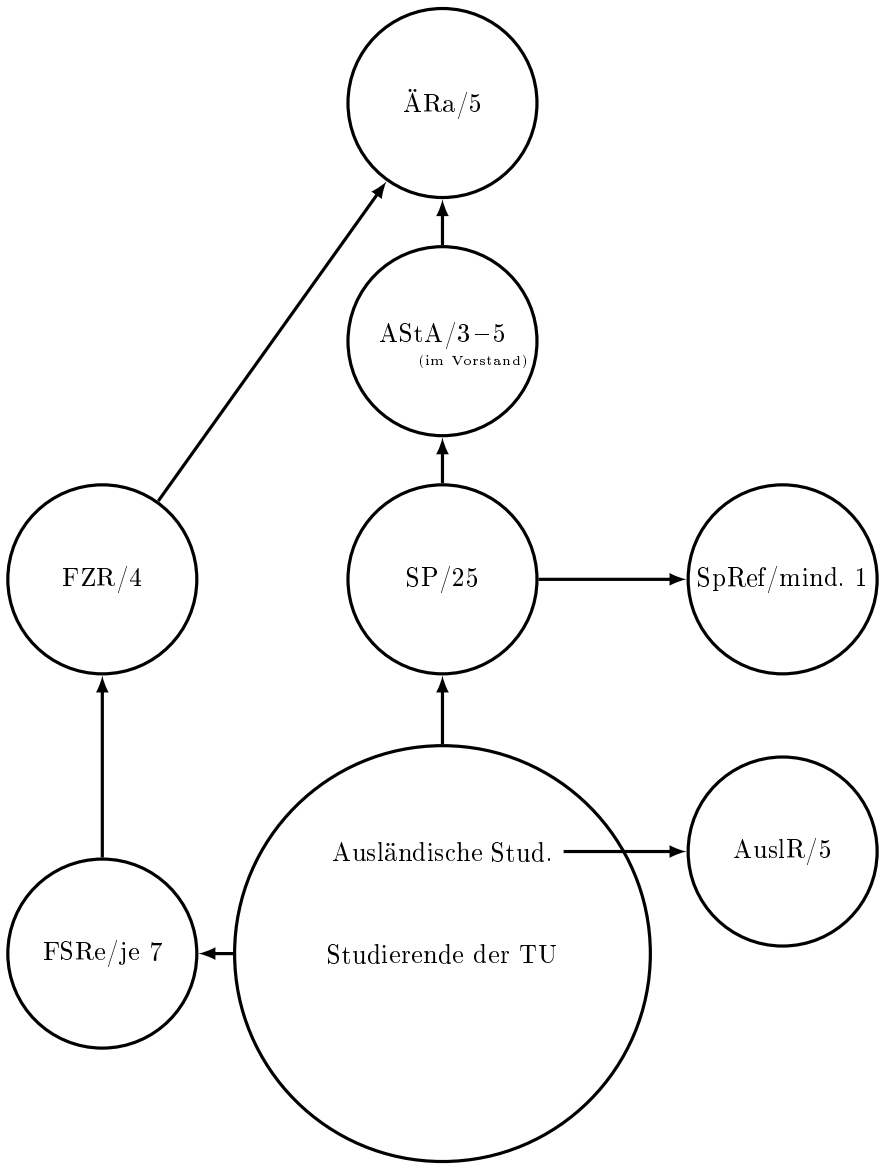 ÄRa/5
AStA/3–5
(im Vorstand)
FZR/4
SP/25
SpRef/mind. 1
Ausländische Stud.
AuslR/5
FSRe/je 7
Studierende der TU